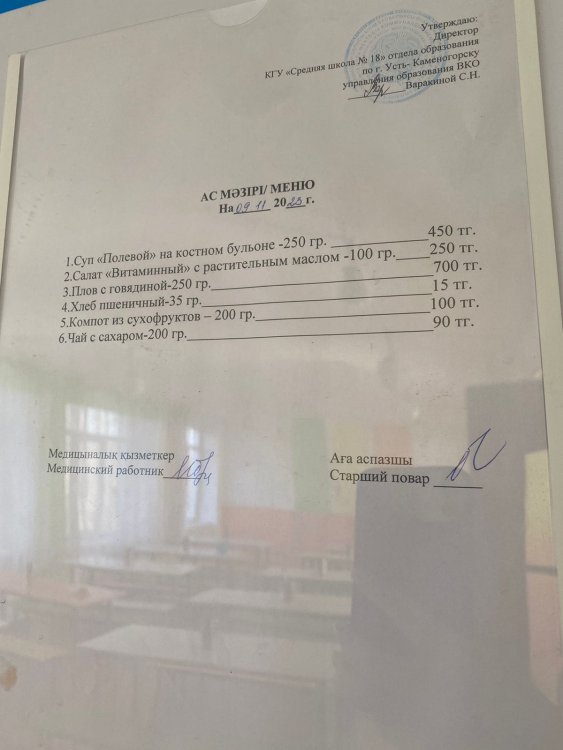 Утверждаю:
Директор
КГУ «Средняя школа № 18» отдела образования
по г. Усть- Каменогорску
управления образования ВКО
Варакиной С.Н.
АС МӘЗІРІ/ МЕНЮ
На 09 11 2023 г.
1.Суп «Полевой» на костном бульоне -250 гр. 450 тг.
2.Салат «Витаминный» с растительным маслом -100 гр. 250 тг.
3.Плов с говядиной-250 гр. 700 тг.
4.Хлеб пшеничный-35 гр. 15 тг.
5.Компот из сухофруктов – 200 гр. 100 тг.
6.Чай с сахаром-200 гр. 90 тг.
Медициналық қызметкер
Медицинский работник
Аға аспазшы
Старший повар